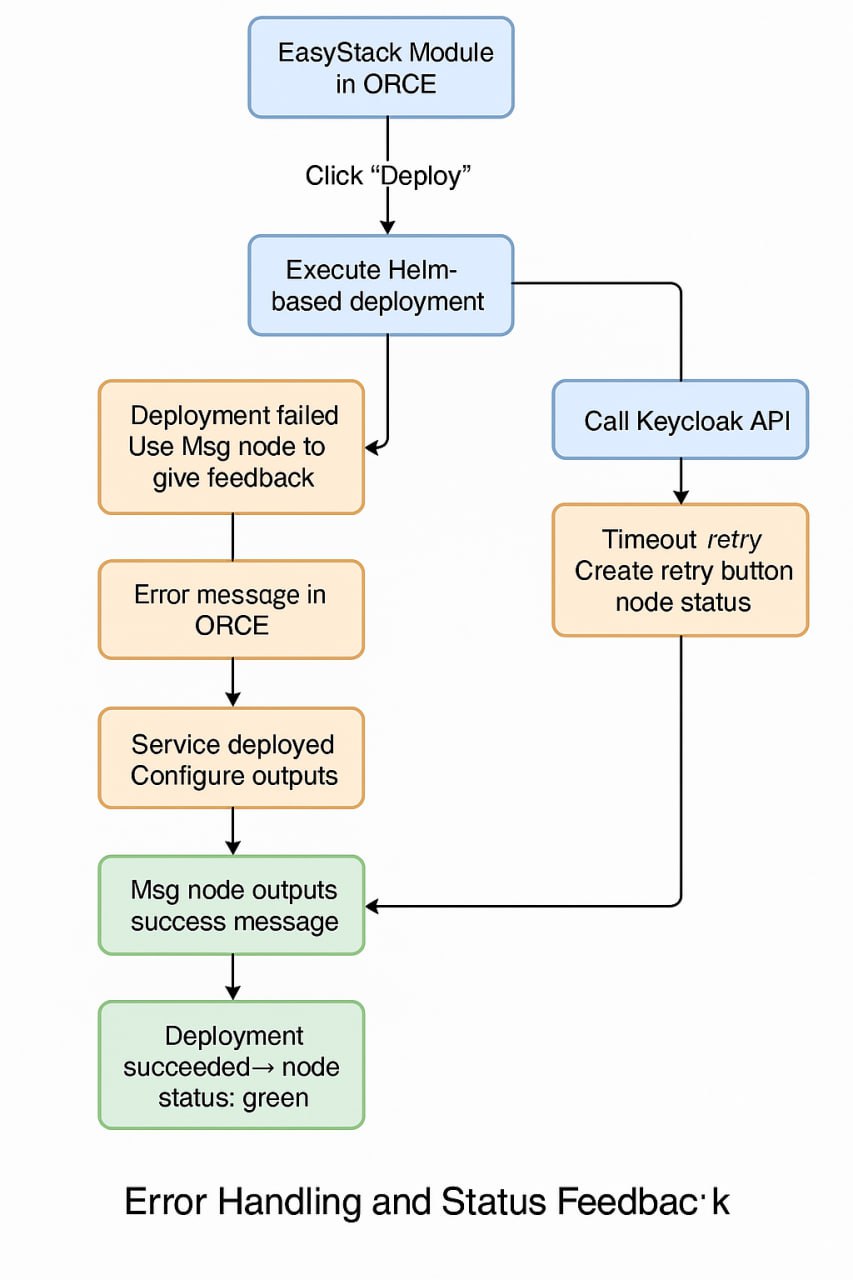 EasyStack Module
in ORCE
Click “Deploy”
Execute Helm-
based deployment
Deployment failed
Use Msg node to
give feedback
Call Keycloak API
Timeout retry
Create retry button
node status
Error message in
ORCE
Service deployed
Configure outputs
Msg node outputs
success message
Deployment
succeeded→ node
status: green
Error Handling and Status Feedbac·k